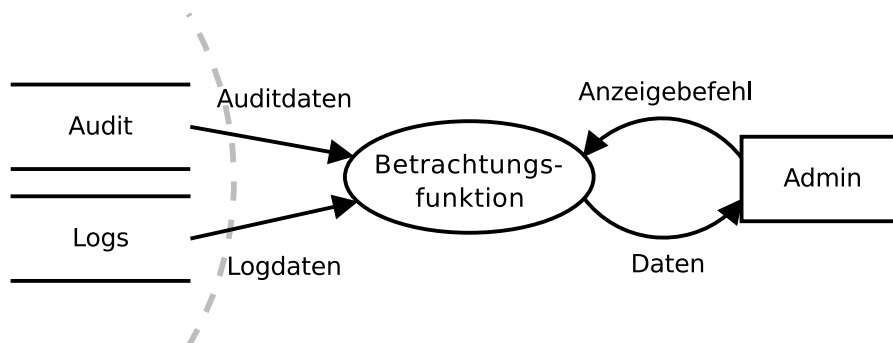 Auditdaten
Anzeigebefehl
Audit
Betrachtungs-
funktion
Admin
Logs
Logdaten
Daten